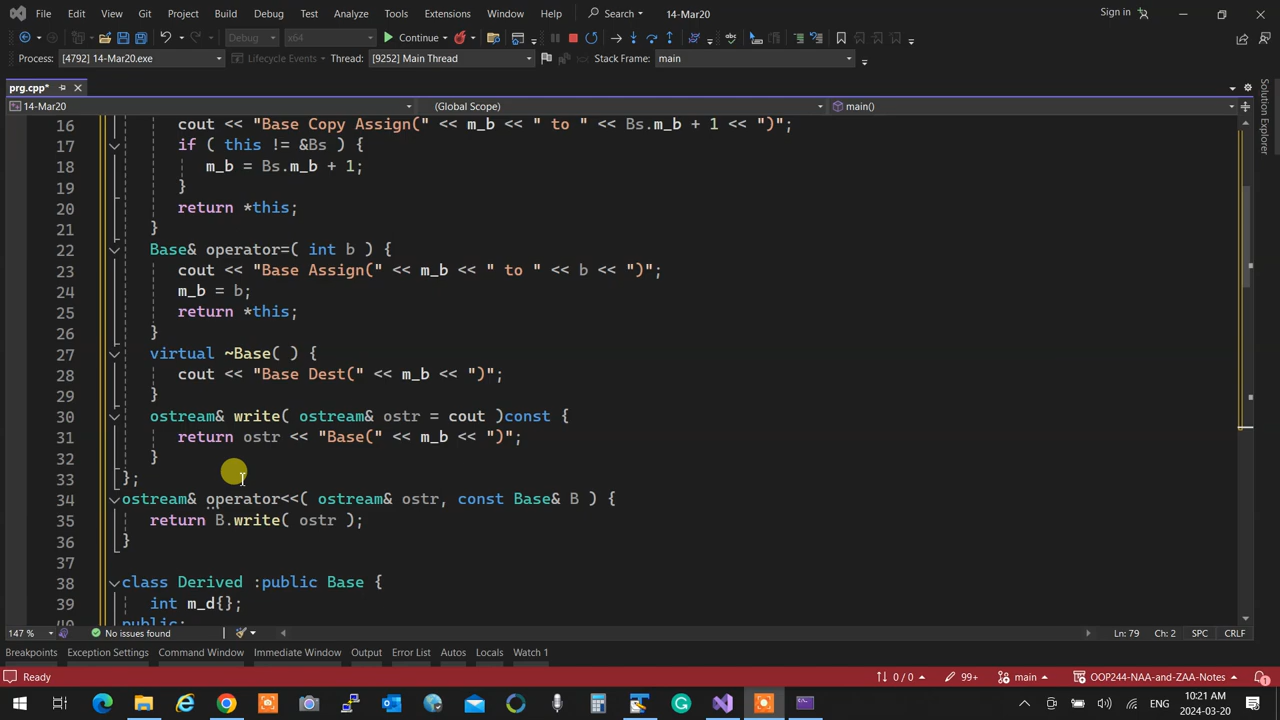 File Edit View Git Project Build Debug Test Analyze Tools Extensions Window Help Search 14-Mar20 Sign in
Debug x64 Continue
Process: [4792] 14-Mar20.exe Lifecycle Events Thread: [9252] Main Thread Stack Frame: main
prg.cpp*
14-Mar20 (Global Scope) main()
Solution Explorer
16 cout << "Base Copy Assign(" << m_b << " to " << Bs.m_b + 1 << ")";
17 if ( this != &Bs ) {
18 m_b = Bs.m_b + 1;
19 }
20 return *this;
21 }
22 Base& operator=( int b ) {
23 cout << "Base Assign(" << m_b << " to " << b << ")";
24 m_b = b;
25 return *this;
26 }
27 virtual ~Base( ) {
28 cout << "Base Dest(" << m_b << ")";
29 }
30 ostream& write( ostream& ostr = cout )const {
31 return ostr << "Base(" << m_b << ")";
32 }
33 };
34 ostream& operator<<( ostream& ostr, const Base& B ) {
35 return B.write( ostr );
36 }
37
38 class Derived :public Base {
39 int m_d{};
40 public:
147 % No issues found Ln: 79 Ch: 2 SPC CRLF
Breakpoints Exception Settings Command Window Immediate Window Output Error List Autos Locals Watch 1
Ready 0 / 0 99+ main OOP244-NAA-and-ZAA-Notes 1
ENG 10:21 AM
2024-03-20